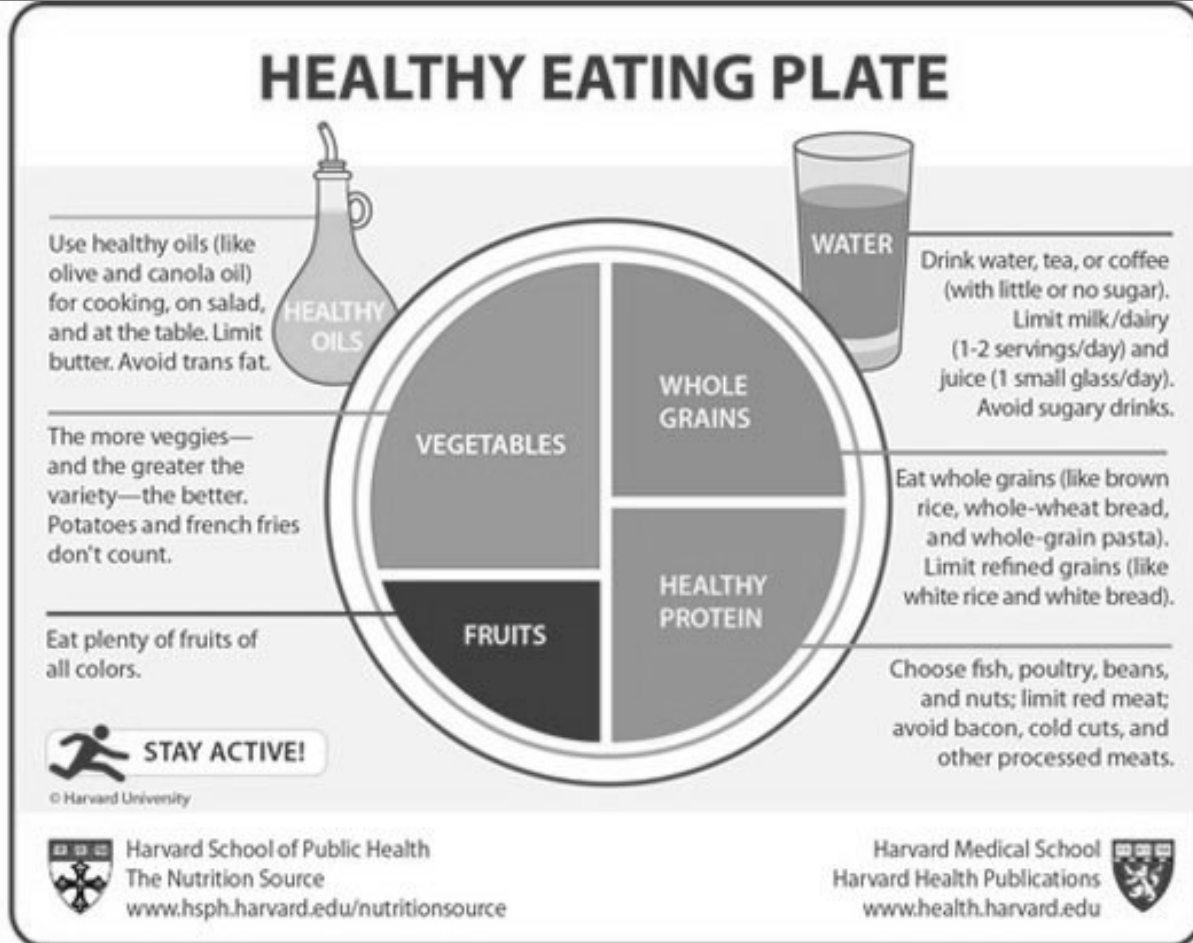 HEALTHY EATING PLATE
Use healthy oils (like
olive and canola oil)
for cooking, on salad,
and at the table. Limit
butter. Avoid trans fat.
HEALTHY
OILS
The more veggies—
and the greater the
variety—the better.
Potatoes and french fries
don't count.
Eat plenty of fruits of
all colors.
VEGETABLES
FRUITS
WHOLE
GRAINS
HEALTHY
PROTEIN
WATER
Drink water, tea, or coffee
(with little or no sugar).
Limit milk/dairy
(1-2 servings/day) and
juice (1 small glass/day).
Avoid sugary drinks.
Eat whole grains (like brown
rice, whole-wheat bread,
and whole-grain pasta).
Limit refined grains (like
white rice and white bread).
Choose fish, poultry, beans,
and nuts; limit red meat;
avoid bacon, cold cuts, and
other processed meats.
STAY ACTIVE!
© Harvard University
Harvard School of Public Health
The Nutrition Source
www.hsph.harvard.edu/nutritionsource
Harvard Medical School
Harvard Health Publications
www.health.harvard.edu